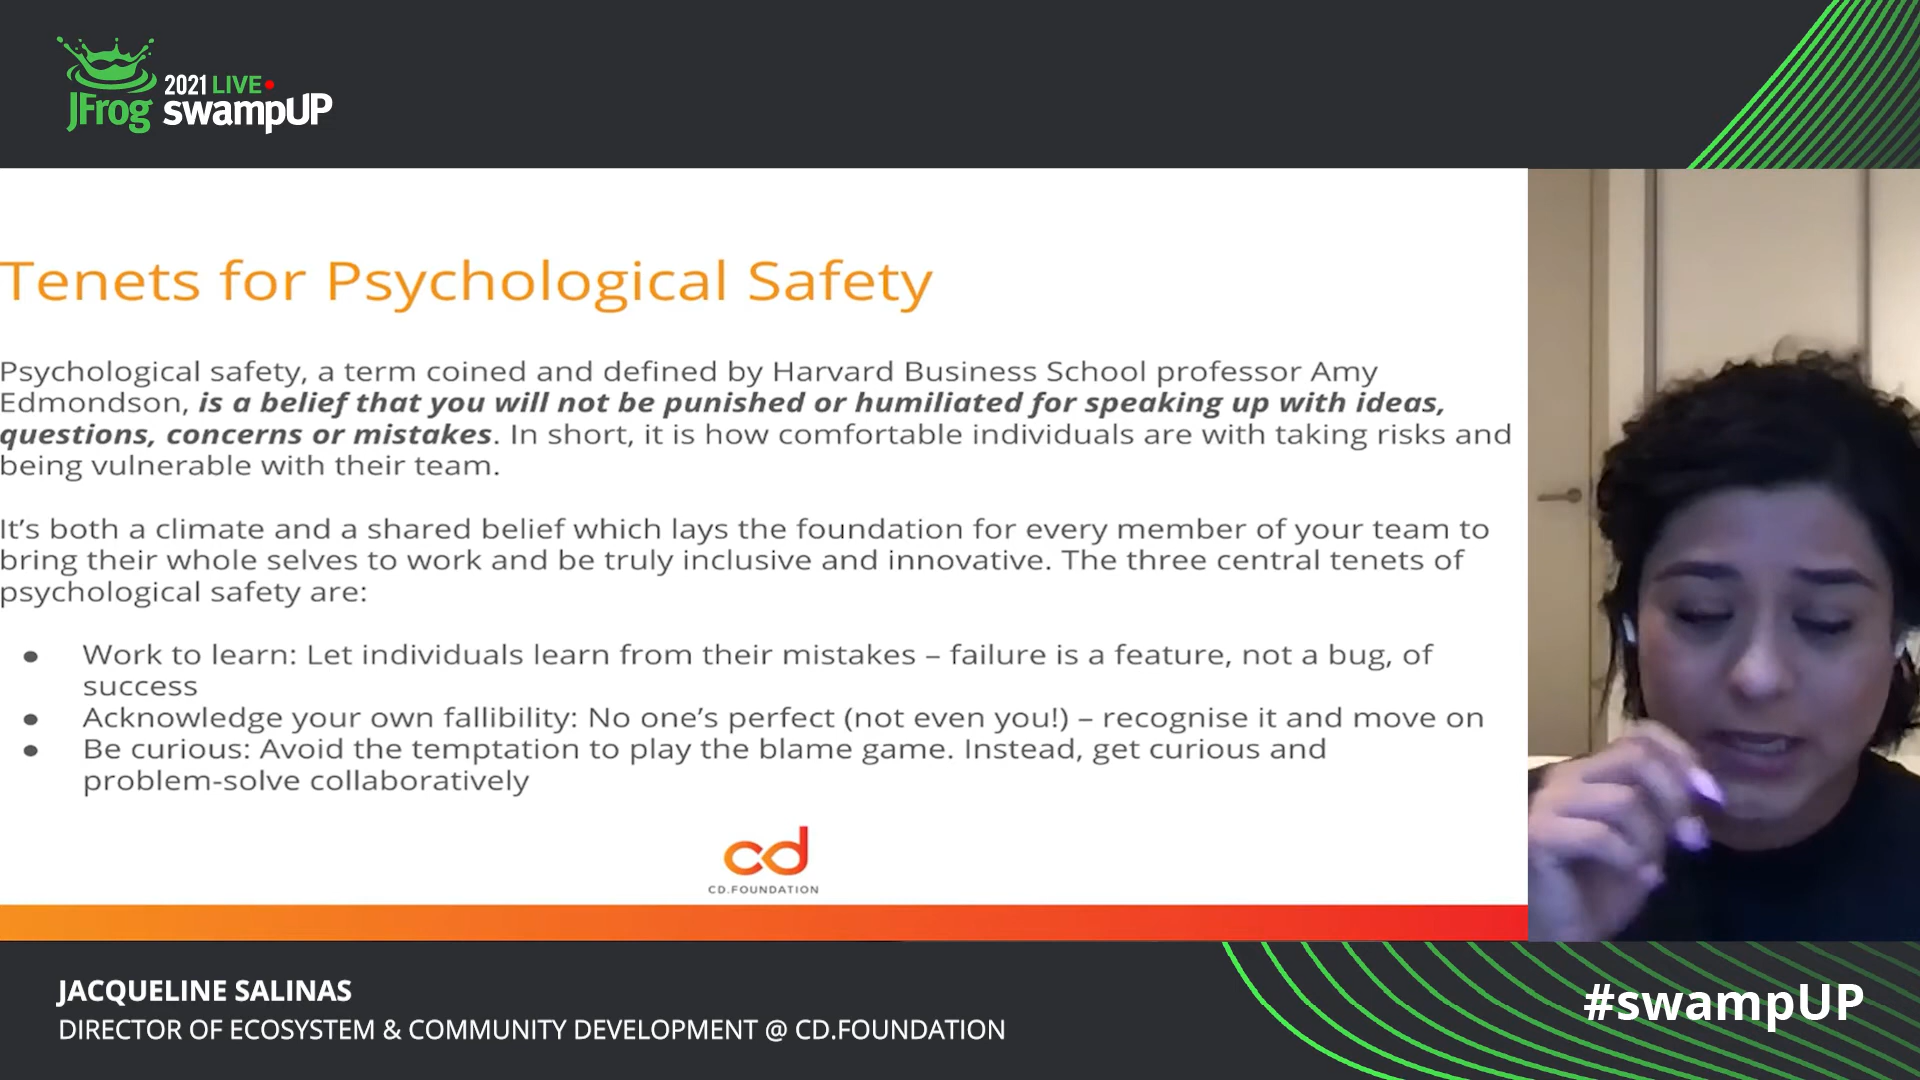 2021 LIVE
JFrog swampUP
Tenets for Psychological Safety
Psychological safety, a term coined and defined by Harvard Business School professor Amy
Edmondson, is a belief that you will not be punished or humiliated for speaking up with ideas,
questions, concerns or mistakes. In short, it is how comfortable individuals are with taking risks and
being vulnerable with their team.
It’s both a climate and a shared belief which lays the foundation for every member of your team to
bring their whole selves to work and be truly inclusive and innovative. The three central tenets of
psychological safety are:
● Work to learn: Let individuals learn from their mistakes – failure is a feature, not a bug, of
success
● Acknowledge your own fallibility: No one’s perfect (not even you!) – recognise it and move on
● Be curious: Avoid the temptation to play the blame game. Instead, get curious and
problem-solve collaboratively
cd
CD.FOUNDATION
JACQUELINE SALINAS
DIRECTOR OF ECOSYSTEM & COMMUNITY DEVELOPMENT @ CD.FOUNDATION
#swampUP